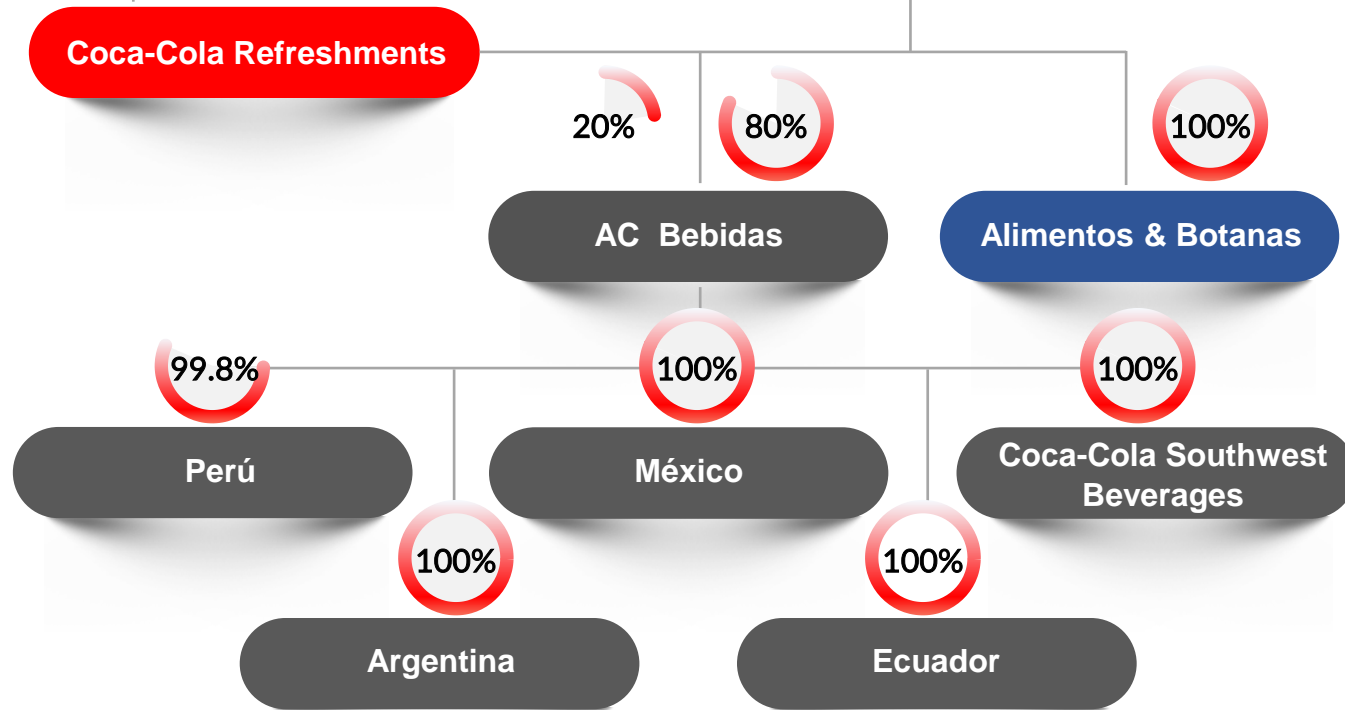 Coca-Cola Refreshments
20%
80%
100%
AC Bebidas
Alimentos & Botanas
99.8%
100%
100%
Perú
México
Coca-Cola Southwest
Beverages
100%
100%
Argentina
Ecuador